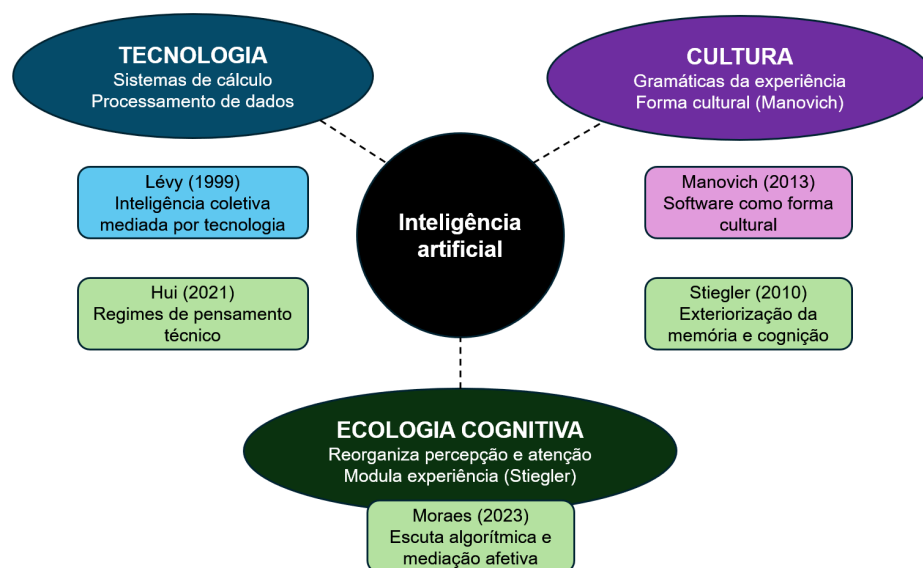 TECNOLOGIA
Sistemas de cálculo
Processamento de dados
CULTURA
Gramáticas da experiência
Forma cultural (Manovich)
Lévy (1999)
Inteligência coletiva
mediada por tecnologia
Inteligência
artificial
Manovich (2013)
Software como forma
cultural
Hui (2021)
Regimes de pensamento
técnico
Stiegler (2010)
Exteriorização da
memória e cognição
ECOLOGIA COGNITIVA
Reorganiza percepção e atenção
Modula experiência (Stiegler)
Moraes (2023)
Escuta algorítmica e
mediação afetiva